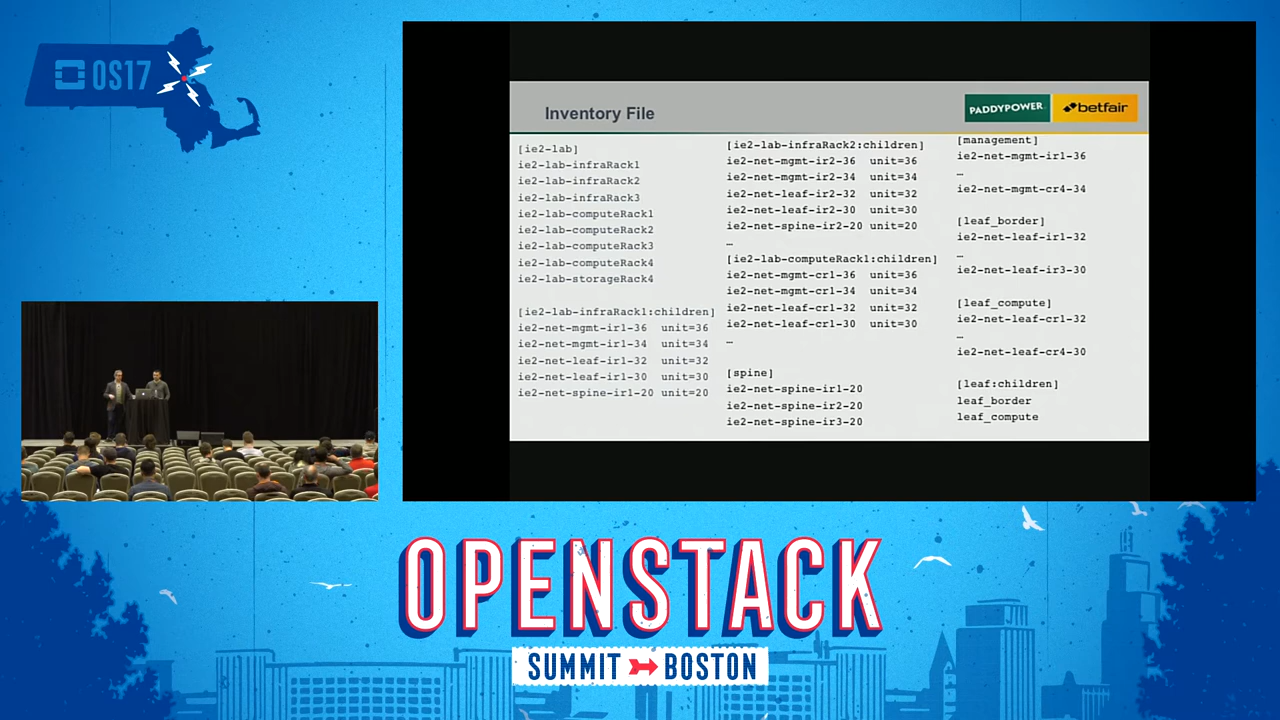 OS17
Inventory File
PADDYPOWER.
betfair
[ie2-lab]
ie2-lab-infraRack1
ie2-lab-infraRack2
ie2-lab-infraRack3
ie2-lab-computeRack1
ie2-lab-computeRack2
ie2-lab-computeRack3
ie2-lab-computeRack4
ie2-lab-storageRack4
[ie2-lab-infraRack1:children]
ie2-net-mgmt-ir1-36 unit=36
ie2-net-mgmt-ir1-34 unit=34
ie2-net-leaf-ir1-32 unit=32
ie2-net-leaf-ir1-30 unit=30
ie2-net-spine-ir1-20 unit=20
[ie2-lab-infraRack2:children]
ie2-net-mgmt-ir2-36 unit=36
ie2-net-mgmt-ir2-34 unit=34
ie2-net-leaf-ir2-32 unit=32
ie2-net-leaf-ir2-30 unit=30
ie2-net-spine-ir2-20 unit=20
…
[ie2-lab-computeRack1:children]
ie2-net-mgmt-cr1-36 unit=36
ie2-net-mgmt-cr1-34 unit=34
ie2-net-leaf-cr1-32 unit=32
ie2-net-leaf-cr1-30 unit=30
…
[spine]
ie2-net-spine-ir1-20
ie2-net-spine-ir2-20
ie2-net-spine-ir3-20
[management]
ie2-net-mgmt-ir1-36
…
ie2-net-mgmt-cr4-34
[leaf_border]
ie2-net-leaf-ir1-32
…
ie2-net-leaf-ir3-30
[leaf_compute]
ie2-net-leaf-cr1-32
…
ie2-net-leaf-cr4-30
[leaf:children]
leaf_border
leaf_compute
OPENSTACK
SUMMIT BOSTON